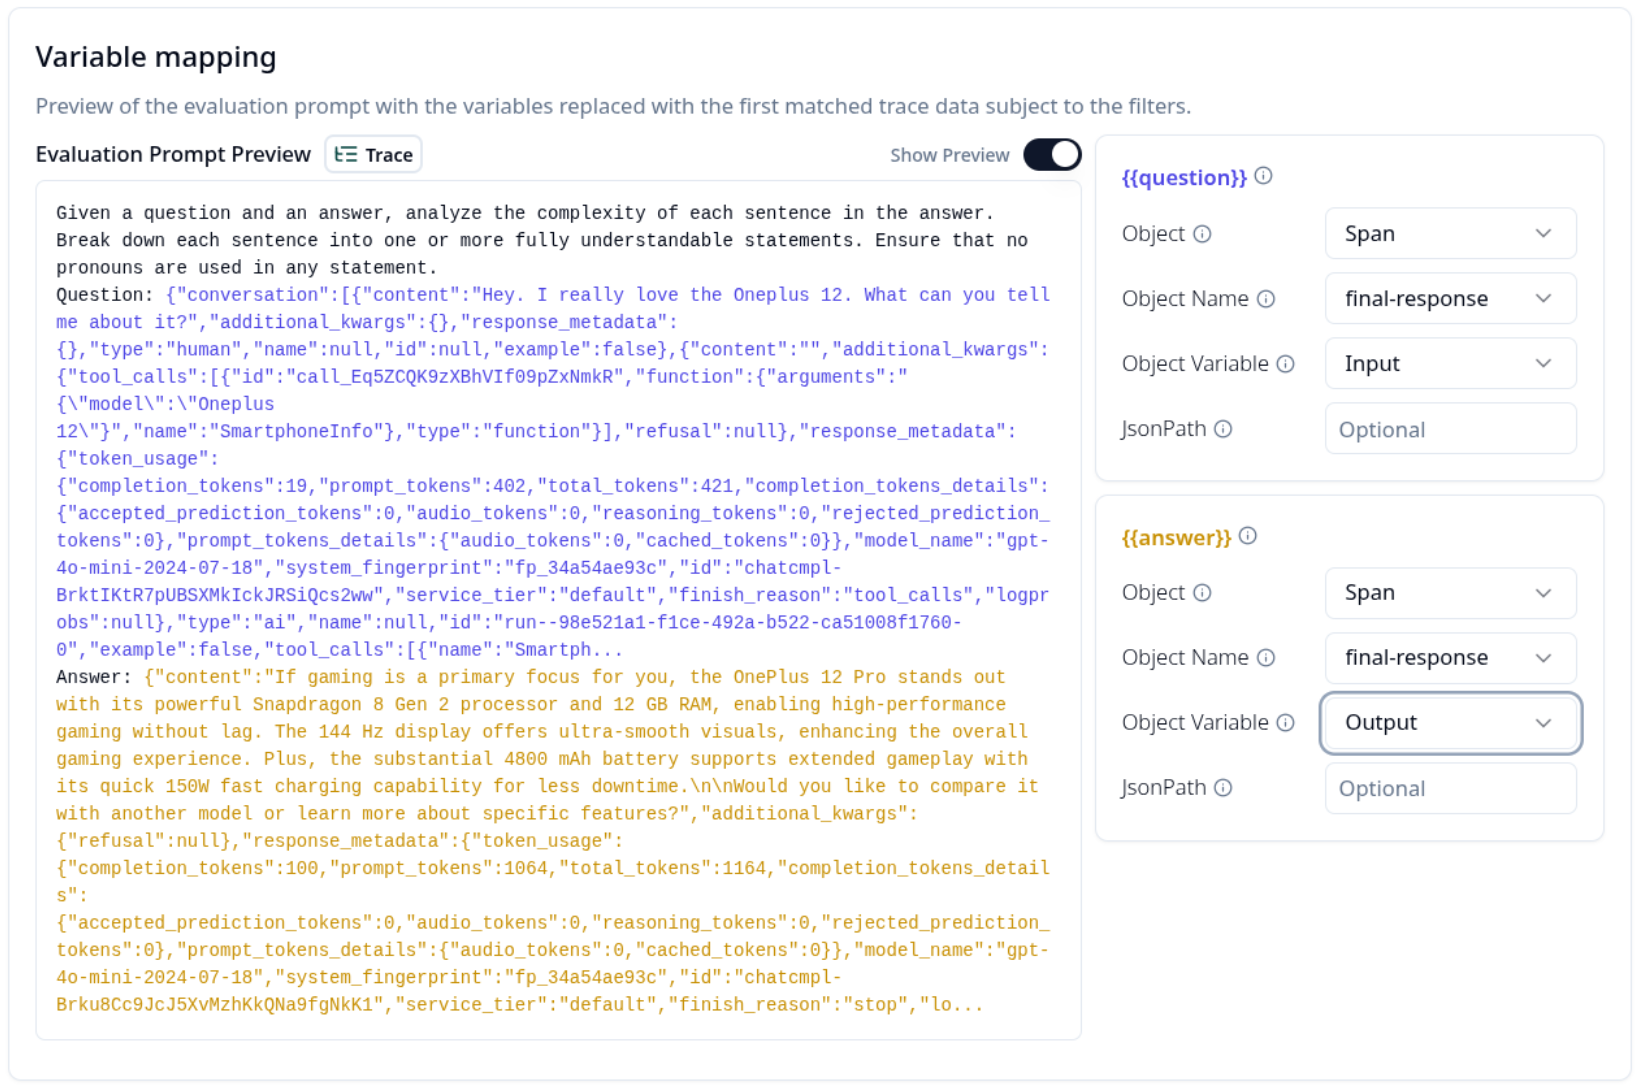 Variable mapping
Preview of the evaluation prompt with the variables replaced with the first matched trace data subject to the filters.
Evaluation Prompt Preview
Trace
Show Preview
Given a question and an answer, analyze the complexity of each sentence in the answer.
Break down each sentence into one or more fully understandable statements. Ensure that no
pronouns are used in any statement.
Question: {"conversation":[{"content":"Hey. I really love the Oneplus 12. What can you tell
me about it?","additional_kwargs":{},"response_metadata":
{},"type":"human","name":null,"id":null,"example":false},{"content":"","additional_kwargs":
{"tool_calls":[{"id":"call_Eq5ZCQK9zXBhVIf09pZxNmkR","function":{"arguments":"
{\"model\":\"Oneplus
12\"}","name":"SmartphoneInfo"},"type":"function"}],"refusal":null},"response_metadata":
{"token_usage":
{"completion_tokens":19,"prompt_tokens":402,"total_tokens":421,"completion_tokens_details":
{"accepted_prediction_tokens":0,"audio_tokens":0,"reasoning_tokens":0,"rejected_prediction_
tokens":0},"prompt_tokens_details":{"audio_tokens":0,"cached_tokens":0}},"model_name":"gpt-
4o-mini-2024-07-18","system_fingerprint":"fp_34a54ae93c","id":"chatcmpl-
BrktIKtR7pUBSXMkIckJRSiQcs2ww","service_tier":"default","finish_reason":"tool_calls","logpr
obs":null},"type":"ai","name":null,"id":"run--98e521a1-f1ce-492a-b522-ca51008f1760-
0","example":false,"tool_calls":[{"name":"Smartph...
Answer: {"content":"If gaming is a primary focus for you, the OnePlus 12 Pro stands out
with its powerful Snapdragon 8 Gen 2 processor and 12 GB RAM, enabling high-performance
gaming without lag. The 144 Hz display offers ultra-smooth visuals, enhancing the overall
gaming experience. Plus, the substantial 4800 mAh battery supports extended gameplay with
its quick 150W fast charging capability for less downtime.\n\nWould you like to compare it
with another model or learn more about specific features?","additional_kwargs":
{"refusal":null},"response_metadata":{"token_usage":
{"completion_tokens":100,"prompt_tokens":1064,"total_tokens":1164,"completion_tokens_detail
s":
{"accepted_prediction_tokens":0,"audio_tokens":0,"reasoning_tokens":0,"rejected_prediction_
tokens":0},"prompt_tokens_details":{"audio_tokens":0,"cached_tokens":0}},"model_name":"gpt-
4o-mini-2024-07-18","system_fingerprint":"fp_34a54ae93c","id":"chatcmpl-
Brku8Cc9JcJ5XvMzhKkQNa9fgNkK1","service_tier":"default","finish_reason":"stop","lo...
{{question}}
Object
Span
Object Name
final-response
Object Variable
Input
JsonPath
Optional
{{answer}}
Object
Span
Object Name
final-response
Object Variable
Output
JsonPath
Optional